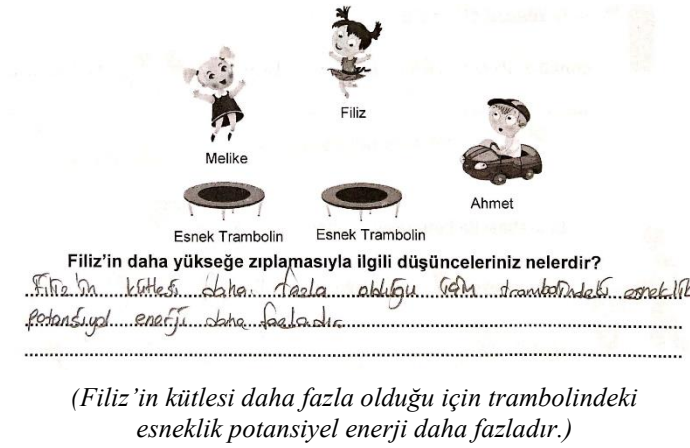 Filiz
Melike
Ahmet
Esnek Trambolin Esnek Trambolin
Filiz'in daha yükseğe zıplamasıyla ilgili düşünceleriniz nelerdir?
Filiz'in kütlesi daha fazla olduğu için trambolindeki esneklik
potansiyel enerji daha fazladır.
(Filiz'in kütlesi daha fazla olduğu için trambolindeki
esneklik potansiyel enerji daha fazladır.)